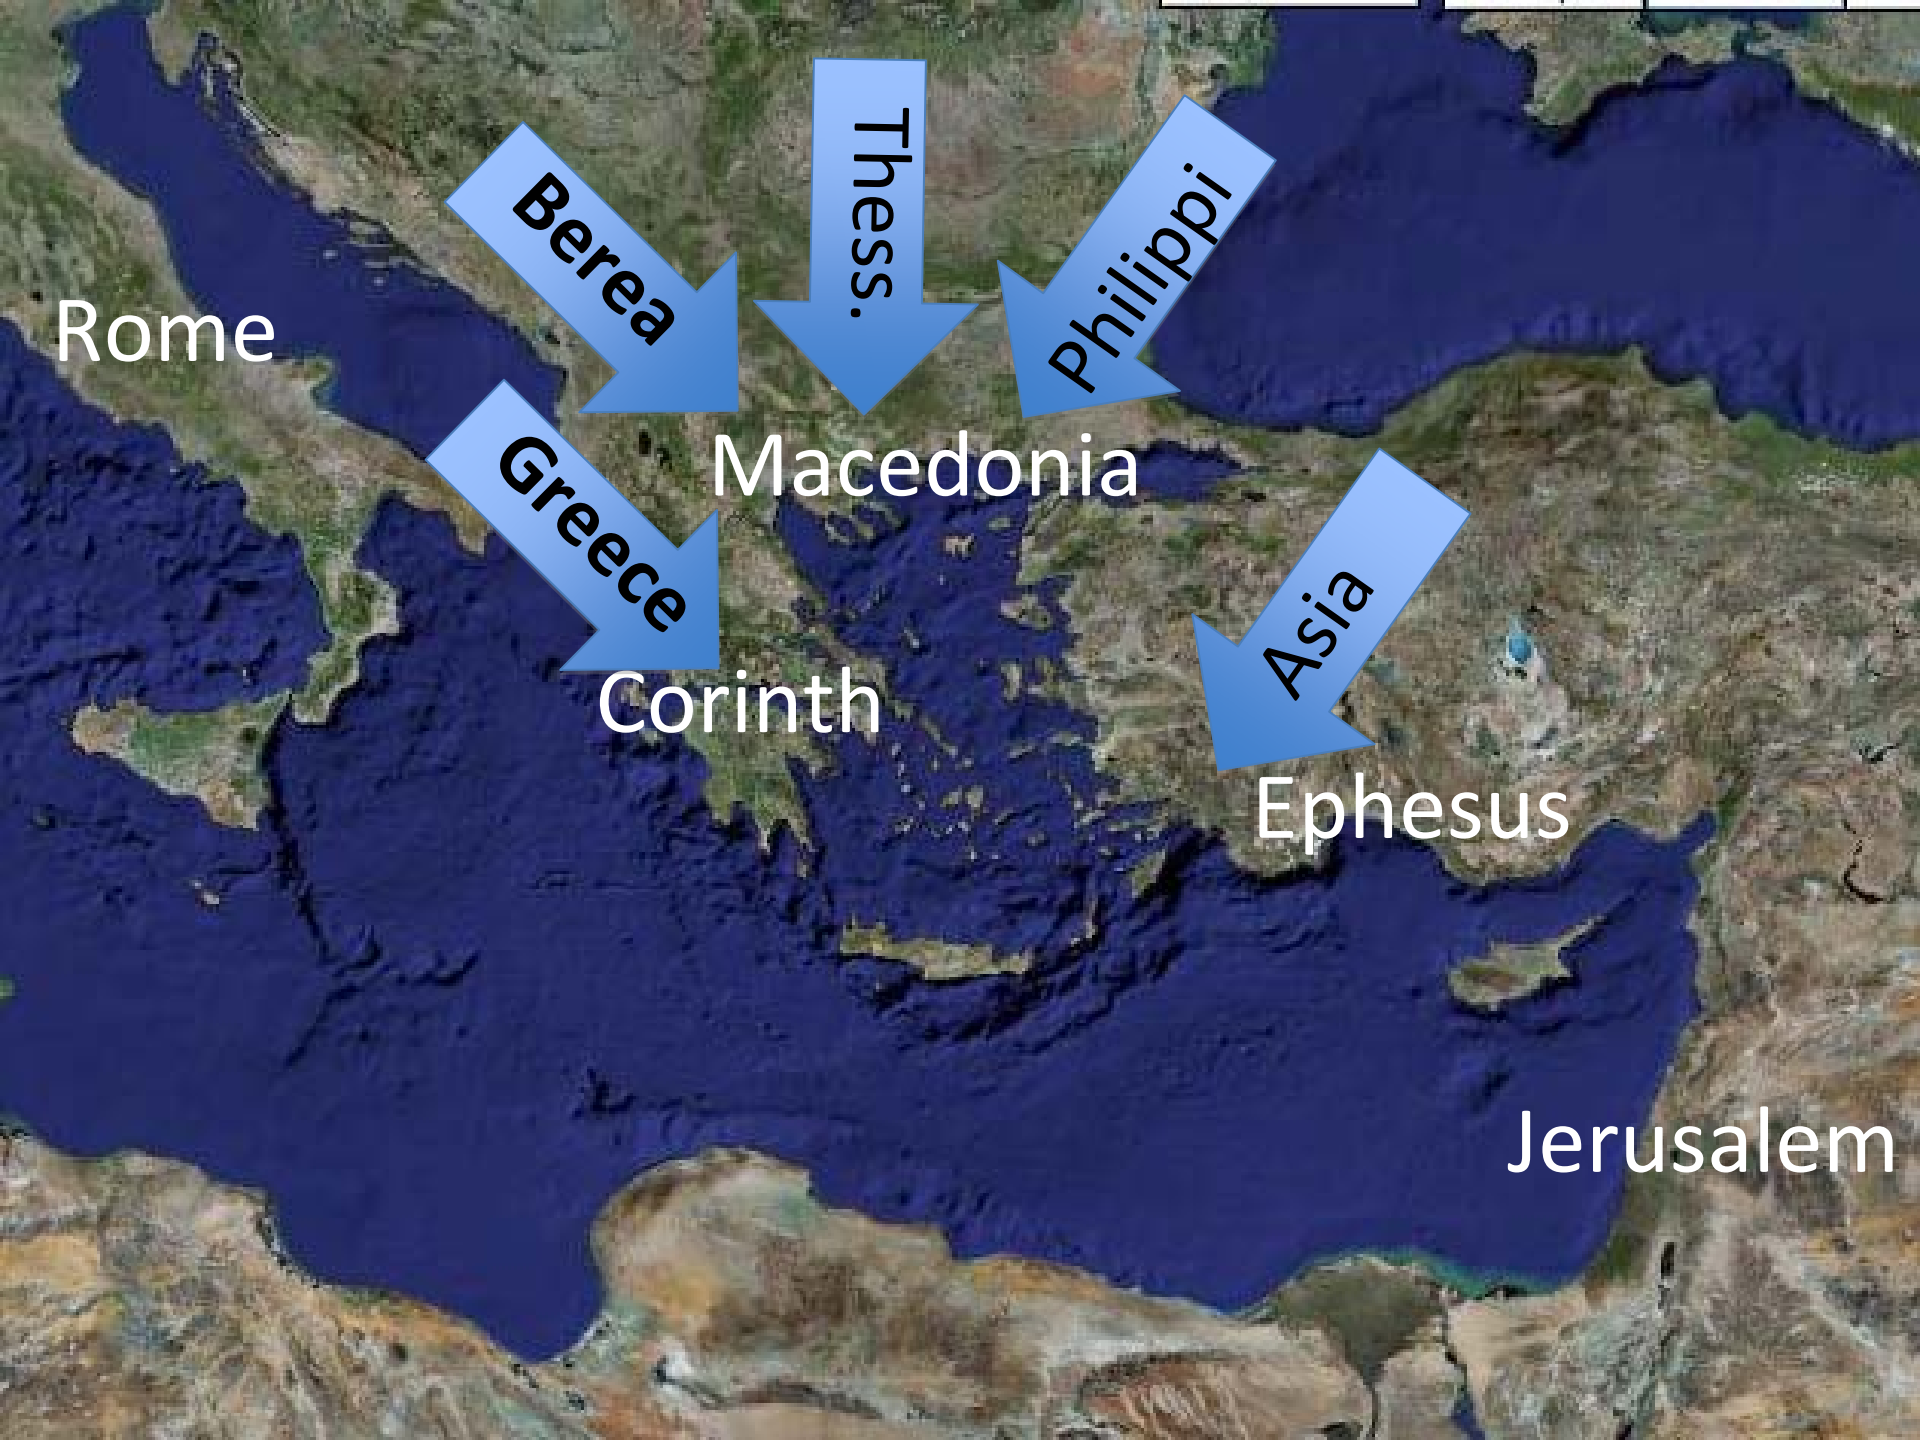 Thess.
Philippi
Berea
Rome
Macedonia
Greece
Asia
Corinth
Ephesus
Jerusalem